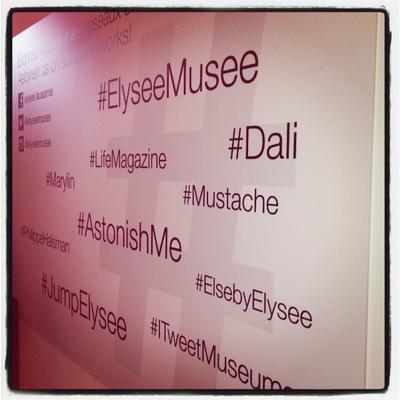 Astonish us on social networks!
elysee.lausanne
@elyseemusee
@elyseemusee
#ElyseeMusee
#Dali
#LifeMagazine
#Marylin
#Mustache
#AstonishMe
#PhilippeHalsman
#ElsebyElysee
#JumpElysee
#ITweetMuseums